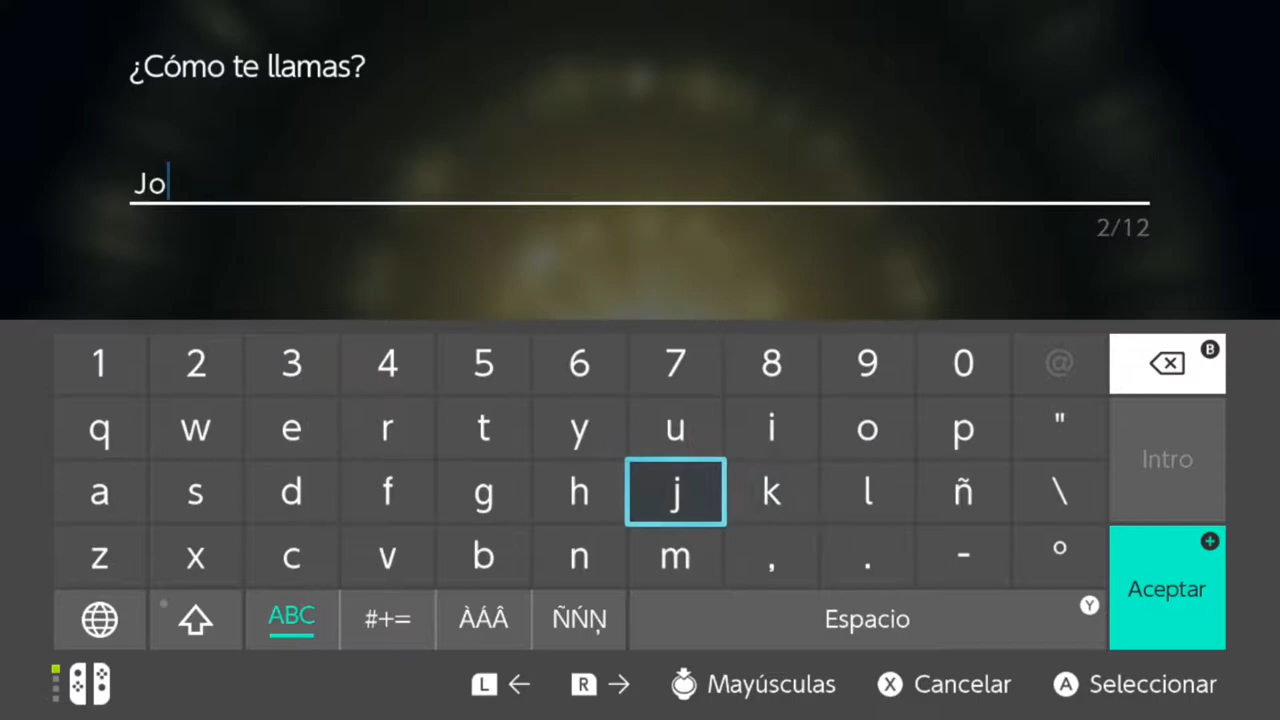 ¿Cómo te llamas?
Jo
2/12
1 2 3 4 5 6 7 8 9 0 @ B
q w e r t y u i o p "
Intro
a s d f g h j k l ñ \
z x c v b n m , . - °
Aceptar
ABC #+= ÀÁÂ ÑŃŅ Espacio Y
L ← R → Mayúsculas X Cancelar A Seleccionar